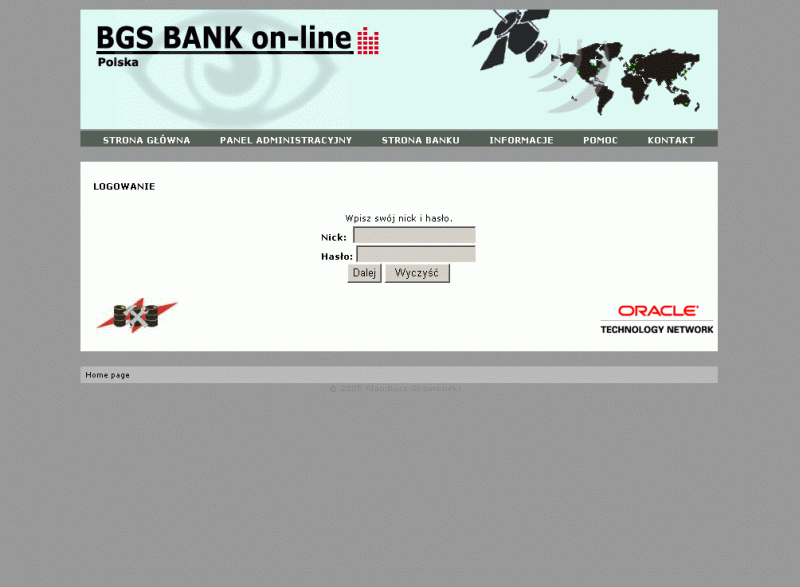 BGS BANK on-line
Polska
STRONA GŁÓWNA PANEL ADMINISTRACYJNY STRONA BANKU INFORMACJE POMOC KONTAKT
LOGOWANIE
Wpisz swój nick i hasło.
Nick:
Hasło:
Dalej Wyczyść
ORACLE
TECHNOLOGY NETWORK
Home page
© 2005 Klaudiusz Skowronski